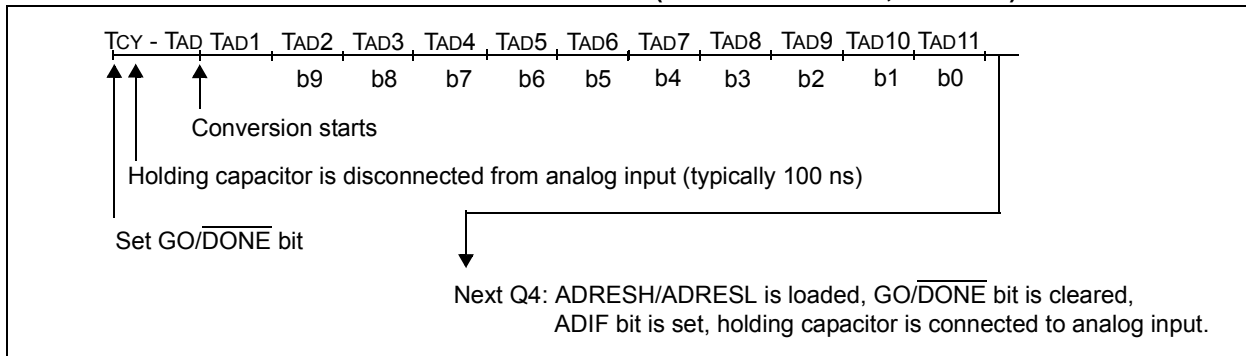 TCY - TAD TAD1 TAD2 TAD3 TAD4 TAD5 TAD6 TAD7 TAD8 TAD9 TAD10 TAD11
b9 b8 b7 b6 b5 b4 b3 b2 b1 b0
Conversion starts
Holding capacitor is disconnected from analog input (typically 100 ns)
Set GO/DONE bit
Next Q4: ADRESH/ADRESL is loaded, GO/DONE bit is cleared,
ADIF bit is set, holding capacitor is connected to analog input.